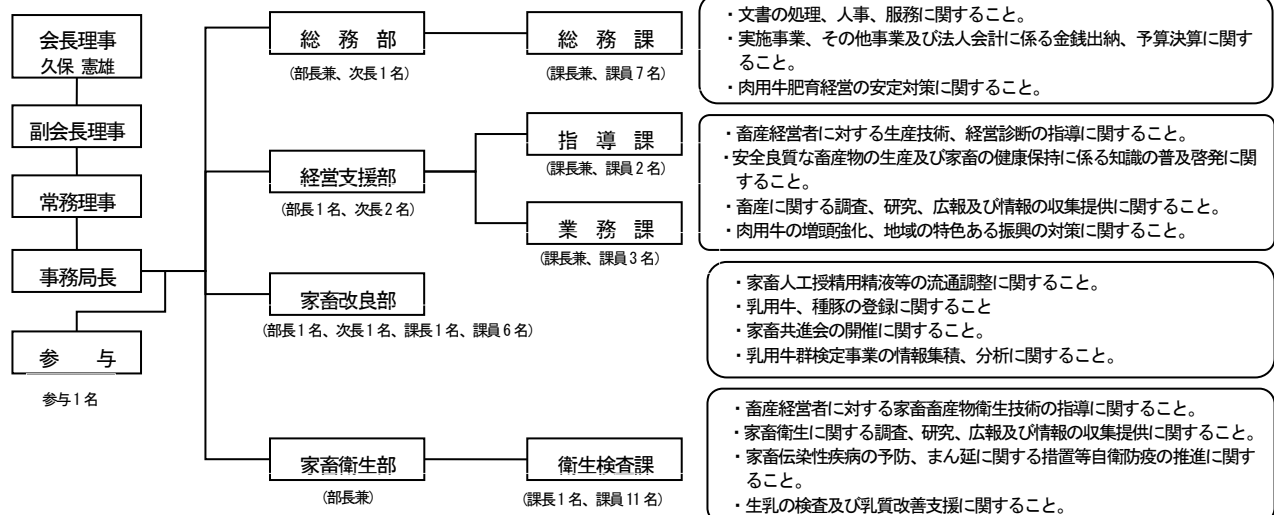 会長理事
久保 憲雄
副会長理事
常務理事
事務局長
参 与
参与1名
総 務 部
(部長兼、次長1名)
総 務 課
(課長兼、課員7名)
・文書の処理、人事、服務に関すること。
・実施事業、その他事業及び法人会計に係る金銭出納、予算決算に関す
ること。
・肉用牛肥育経営の安定対策に関すること。
経営支援部
(部長1名、次長2名)
指 導 課
(課長兼、課員2名)
業 務 課
(課長兼、課員3名)
・畜産経営者に対する生産技術、経営診断の指導に関すること。
・安全良質な畜産物の生産及び家畜の健康保持に係る知識の普及啓発に関
すること。
・畜産に関する調査、研究、広報及び情報の収集提供に関すること。
・肉用牛の増頭強化、地域の特色ある振興の対策に関すること。
家畜改良部
(部長1名、次長1名、課長1名、課員6名)
・家畜人工授精用精液等の流通調整に関すること。
・乳用牛、種豚の登録に関すること
・家畜共進会の開催に関すること。
・乳用牛群検定事業の情報集積、分析に関すること。
家畜衛生部
(部長兼)
衛生検査課
(課長1名、課員11名)
・畜産経営者に対する家畜畜産物衛生技術の指導に関すること。
・家畜衛生に関する調査、研究、広報及び情報の収集提供に関すること。
・家畜伝染性疾病の予防、まん延に関する措置等自衛防疫の推進に関す
ること。
・生乳の検査及び乳質改善支援に関すること。